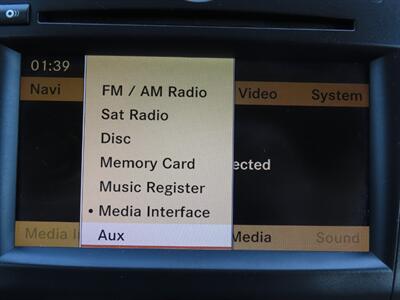 01:39
Navi Video System
FM / AM Radio
Sat Radio
Disc
Memory Card
ected
Music Register
• Media Interface
Aux
Media I Media Sound